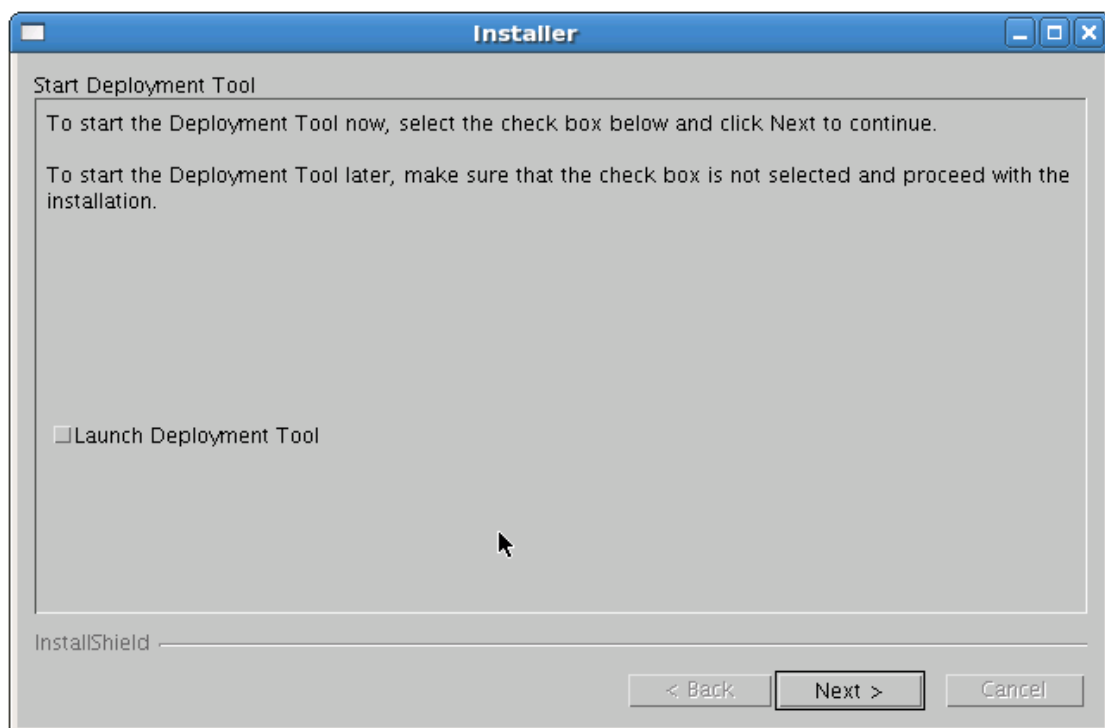 Installer
Start Deployment Tool
To start the Deployment Tool now, select the check box below and click Next to continue.
To start the Deployment Tool later, make sure that the check box is not selected and proceed with the
installation.
Launch Deployment Tool
InstallShield
< Back
Next >
Cancel